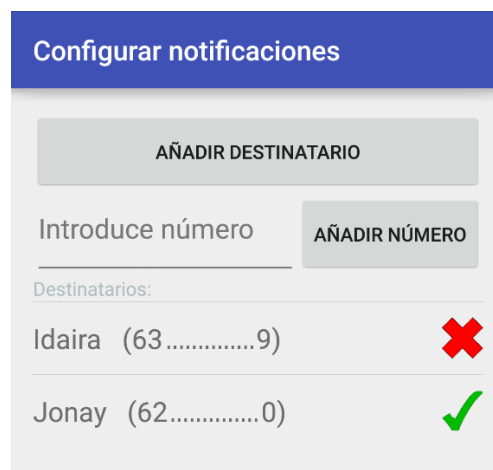 Configurar notificaciones
AÑADIR DESTINATARIO
Introduce número AÑADIR NÚMERO
Destinatarios:
Idaira (63..............9)
Jonay (62..............0)